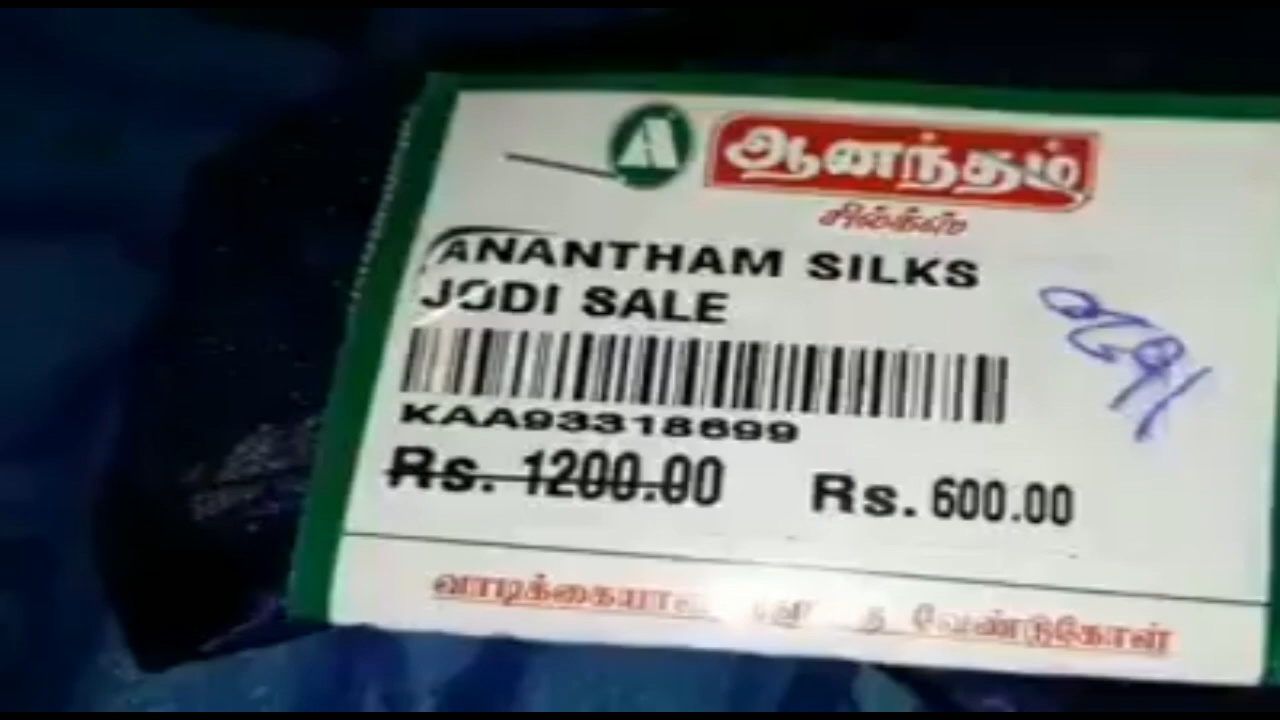 A ஆனந்தம்
சில்க்ஸ்
ANANTHAM SILKS
JODI SALE
KAA93318699
Rs. 1200.00 Rs. 600.00
வேண்டுகோள்